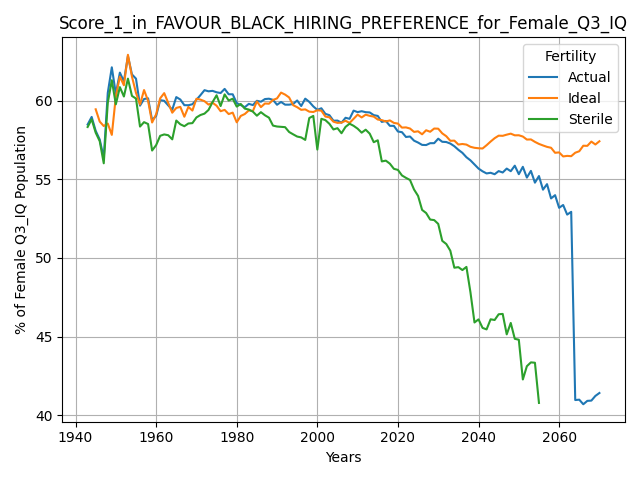 Score_1_in_FAVOUR_BLACK_HIRING_PREFERENCE_for_Female_Q3_IQ
Fertility
Actual
Ideal
Sterile
% of Female Q3_IQ Population
60
55
50
45
40
1940
1960
1980
2000
2020
2040
2060
Years